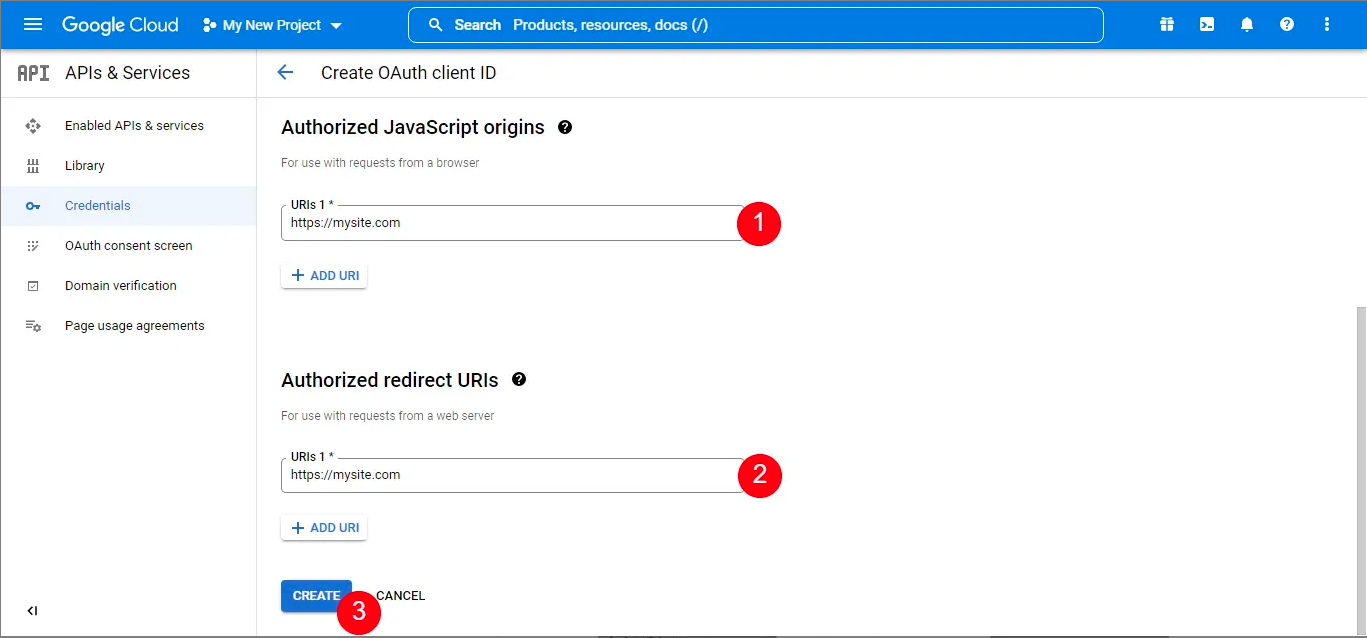 Google Cloud My New Project Search Products, resources, docs (/)
API APIs & Services
Create OAuth client ID
Enabled APIs & services
Library
Credentials
OAuth consent screen
Domain verification
Page usage agreements
Authorized JavaScript origins
For use with requests from a browser
URIs 1 *
https://mysite.com
1
+ ADD URI
Authorized redirect URIs
For use with requests from a web server
URIs 1 *
https://mysite.com
2
+ ADD URI
CREATE CANCEL
3